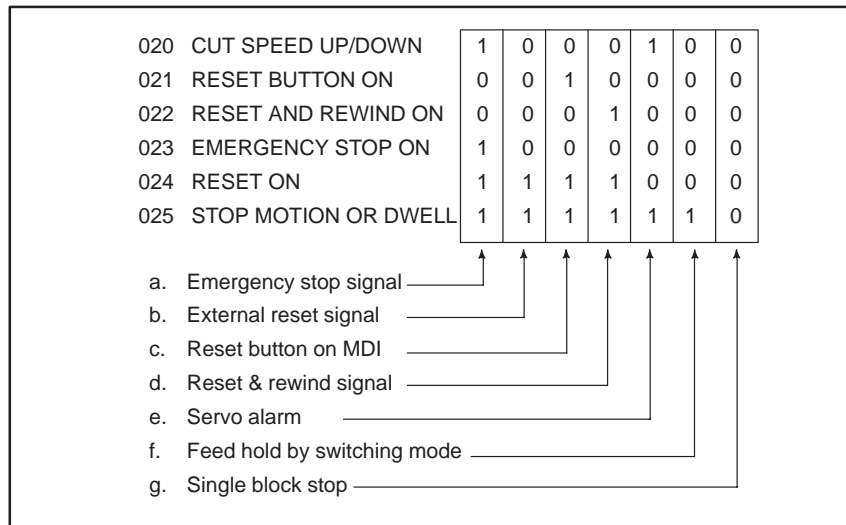 020 CUT SPEED UP/DOWN 1 0 0 0 1 0 0
021 RESET BUTTON ON 0 0 1 0 0 0 0
022 RESET AND REWIND ON 0 0 0 1 0 0 0
023 EMERGENCY STOP ON 1 0 0 0 0 0 0
024 RESET ON 1 1 1 1 0 0 0
025 STOP MOTION OR DWELL 1 1 1 1 1 1 0
a. Emergency stop signal
b. External reset signal
c. Reset button on MDI
d. Reset & rewind signal
e. Servo alarm
f. Feed hold by switching mode
g. Single block stop